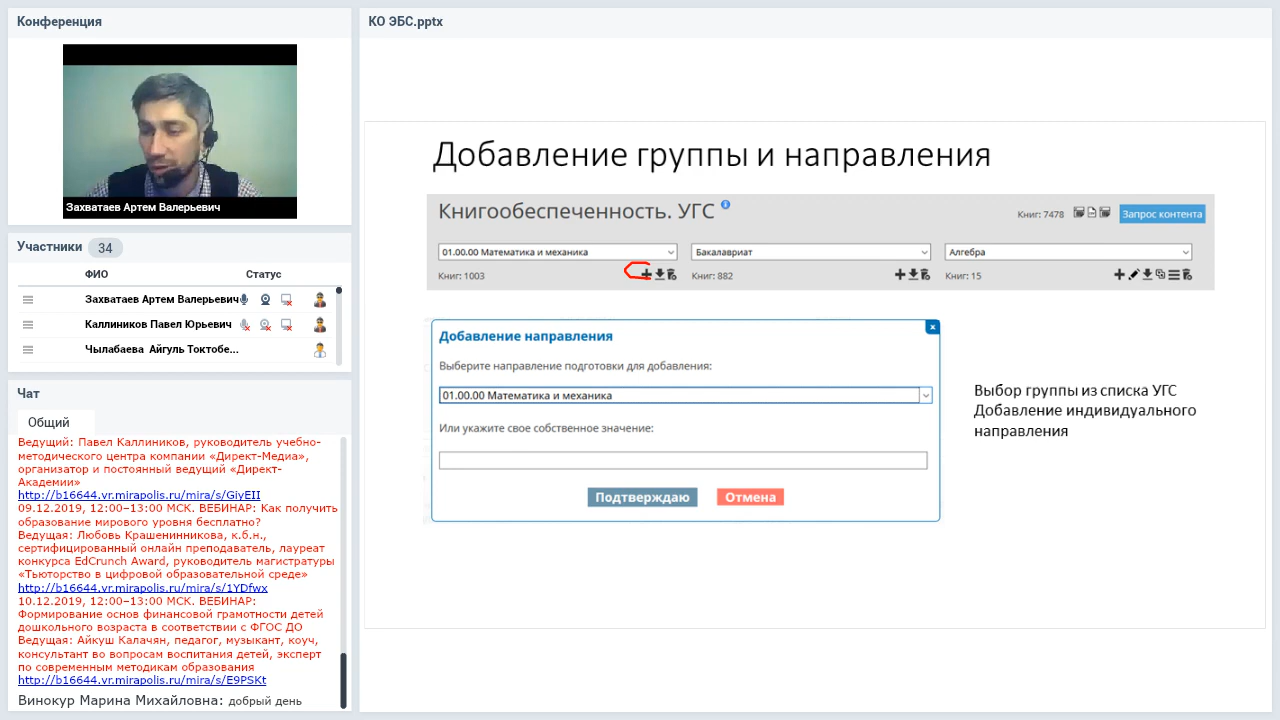 Конференция
Захватаев Артем Валерьевич
Участники 34
ФИО Статус
Захватаев Артем Валерьевич
Каллиников Павел Юрьевич
Чылабаева Айгуль Токтобе...
Чат
Общий
Ведущий: Павел Каллиников, руководитель учебно-
методического центра компании «Директ-Медиа»,
организатор и постоянный ведущий «Директ-
Академии»
http://b16644.vr.mirapolis.ru/mira/s/GiyEII
09.12.2019, 12:00–13:00 МСК. ВЕБИНАР: Как получить
образование мирового уровня бесплатно?
Ведущая: Любовь Крашенинникова, к.б.н.,
сертифицированный онлайн преподаватель, лауреат
конкурса EdCrunch Award, руководитель магистратуры
«Тьюторство в цифровой образовательной среде»
http://b16644.vr.mirapolis.ru/mira/s/1YDfwx
10.12.2019, 12:00–13:00 МСК. ВЕБИНАР:
Формирование основ финансовой грамотности детей
дошкольного возраста в соответствии с ФГОС ДО
Ведущая: Айкуш Калачян, педагог, музыкант, коуч,
консультант во вопросам воспитания детей, эксперт
по современным методикам образования
http://b16644.vr.mirapolis.ru/mira/s/E9PSKt
Винокур Марина Михайловна: добрый день
КО ЭБС.pptx
Добавление группы и направления
Книгообеспеченность. УГС
Книг: 7478 Запрос контента
01.00.00 Математика и механика Бакалавриат Алгебра
Книг: 1003 Книг: 882 Книг: 15
Добавление направления
Выберите направление подготовки для добавления:
01.00.00 Математика и механика
Или укажите свое собственное значение:
Подтверждаю Отмена
Выбор группы из списка УГС
Добавление индивидуального
направления